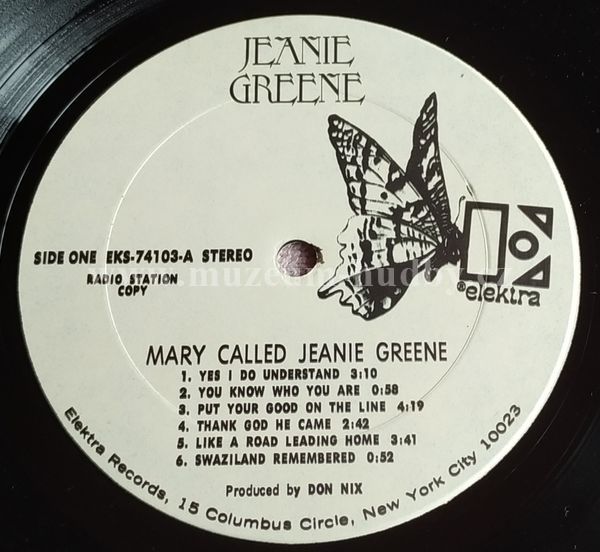 JEANIE
GREENE
SIDE ONE EKS-74103-A STEREO
RADIO STATION
COPY
®elektra
MARY CALLED JEANIE GREENE
1. YES I DO UNDERSTAND 3:10
2. YOU KNOW WHO YOU ARE 0:58
3. PUT YOUR GOOD ON THE LINE 4:19
4. THANK GOD HE CAME 2:42
5. LIKE A ROAD LEADING HOME 3:41
6. SWAZILAND REMEMBERED 0:52
Produced by DON NIX
Elektra Records, 15 Columbus Circle, New York City 10023